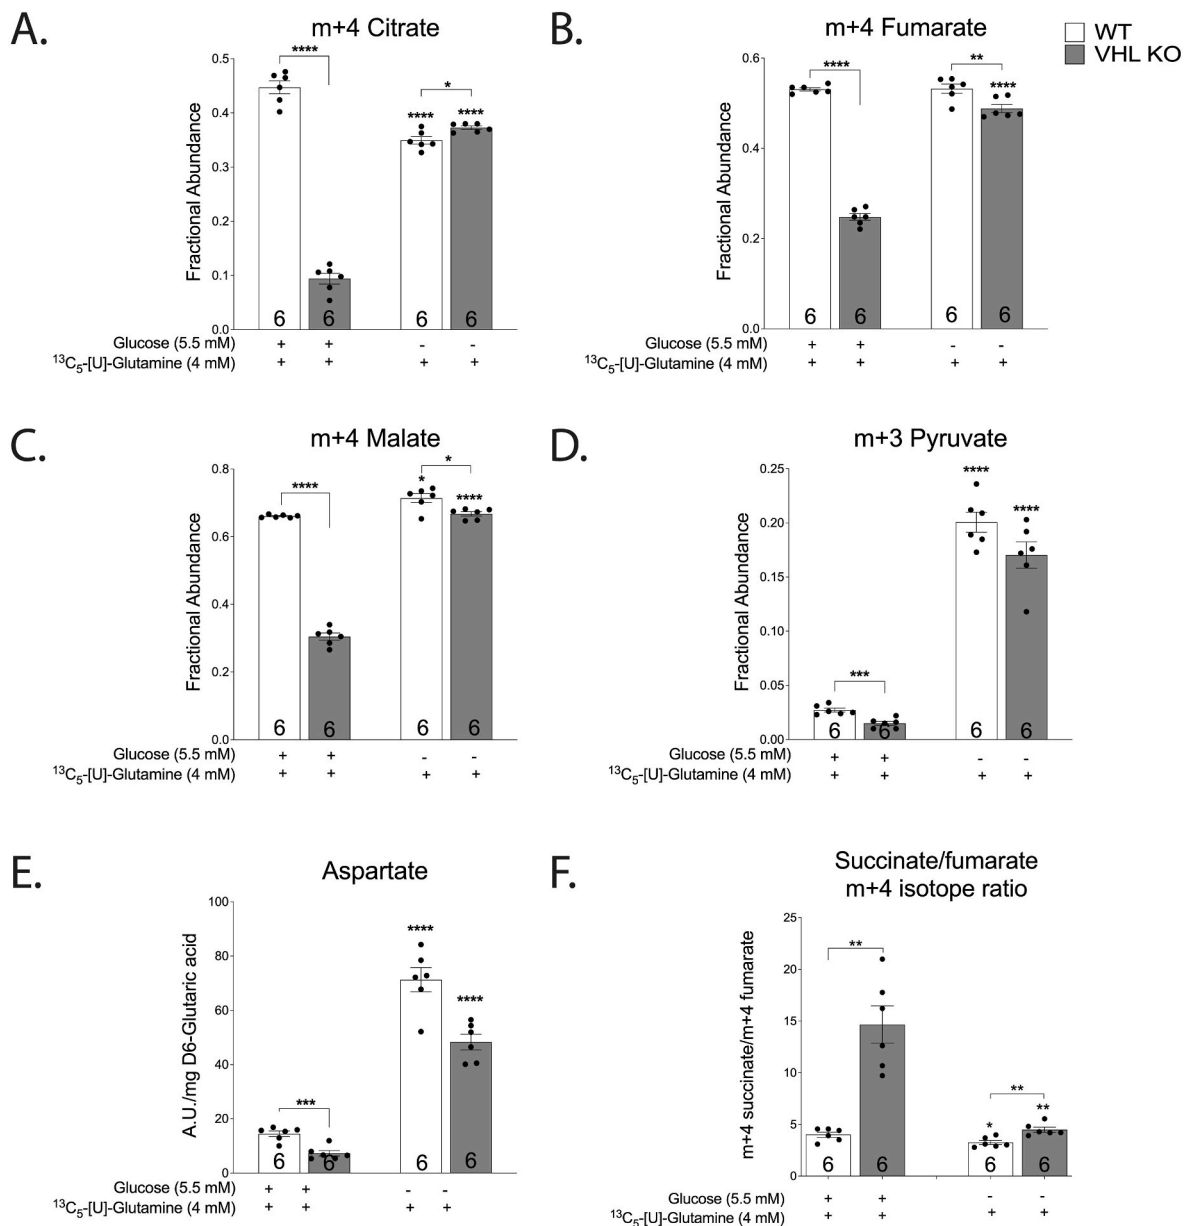 A.
m+4 Citrate
Fractional Abundance
0.5
0.4
0.3
0.2
0.1
0.0
****
****
*
****
6 6 6 6
Glucose (5.5 mM) + + - -
13C5-[U]-Glutamine (4 mM) + + + +
B.
m+4 Fumarate
WT
VHL KO
Fractional Abundance
0.6
0.4
0.2
0.0
****
**
****
6 6 6 6
Glucose (5.5 mM) + + - -
13C5-[U]-Glutamine (4 mM) + + + +
C.
m+4 Malate
Fractional Abundance
0.8
0.6
0.4
0.2
0.0
****
*
*
****
6 6 6 6
Glucose (5.5 mM) + + - -
13C5-[U]-Glutamine (4 mM) + + + +
D.
m+3 Pyruvate
Fractional Abundance
0.25
0.20
0.15
0.10
0.05
0.00
***
****
****
6 6 6 6
Glucose (5.5 mM) + + - -
13C5-[U]-Glutamine (4 mM) + + + +
E.
Aspartate
A.U./mg D6-Glutaric acid
100
80
60
40
20
0
***
****
****
6 6 6 6
Glucose (5.5 mM) + + - -
13C5-[U]-Glutamine (4 mM) + + + +
F.
Succinate/fumarate
m+4 isotope ratio
m+4 succinate/m+4 fumarate
25
20
15
10
5
0
**
*
**
**
6 6 6 6
Glucose (5.5 mM) + + - -
13C5-[U]-Glutamine (4 mM) + + + +